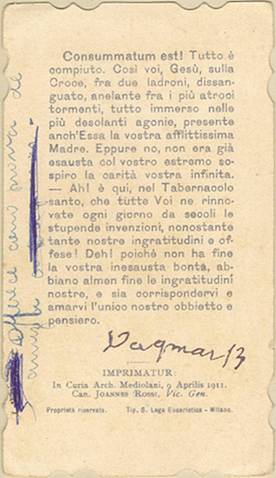 Consummatum est! Tutto è
compiuto. Così voi, Gesù, sulla
Croce, fra due ladroni, dissan-
guato, anelante fra i più atroci
tormenti, tutto immerso nelle
più desolanti agonie, presente
anch'Essa la vostra afflittissima
Madre. Eppure no, non era già
esausta col vostro estremo so-
spiro la carità vostra infinita.
— Ah! è qui, nel Tabernacolo
santo, che tutte Voi ne rinno-
vate ogni giorno da secoli le
stupende invenzioni, nonostante
tante nostre ingratitudini e of-
fese! Deh! poichè non ha fine
la vostra inesausta bontà, ab-
biano almen fine le ingratitudini
nostre, e sia corrispondervi e
amarvi l'unico nostro obbietto e
pensiero.
Dagmar B
IMPRIMATUR:
In Curia Arch. Mediolani, 9 Aprilis 1911.
Can. Joannes Rossi, Vic. Gen.
Proprietà riservata. Tip. S. Lega Eucaristica - Milano.